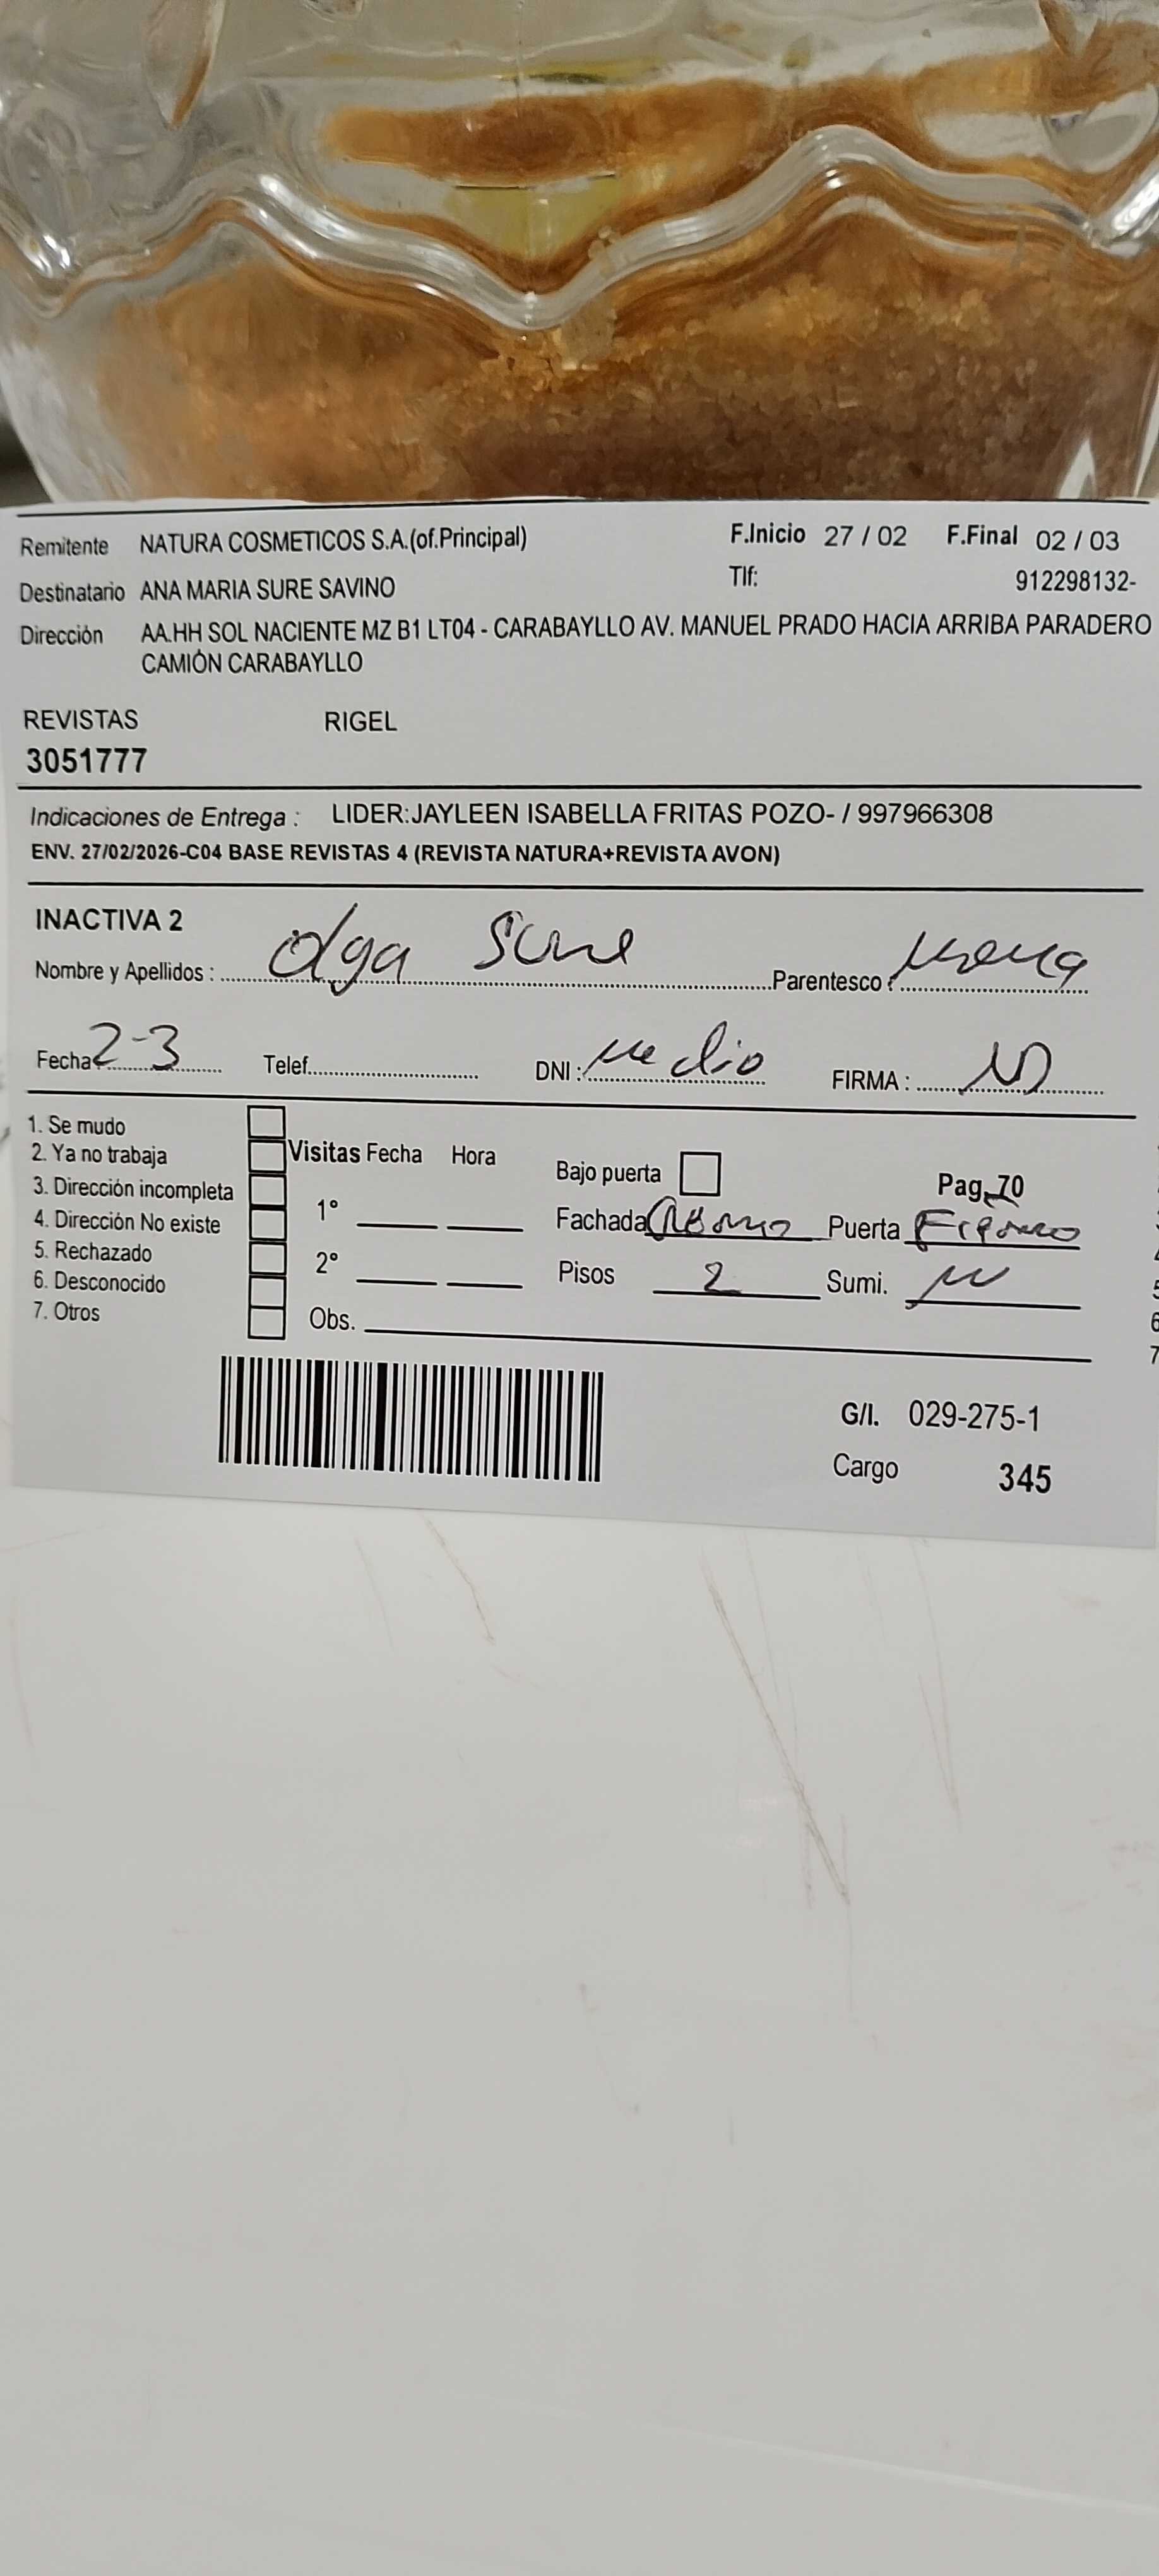 Remitente NATURA COSMETICOS S.A.(of.Principal) F.Inicio 27 / 02 F.Final 02 / 03
Destinatario ANA MARIA SURE SAVINO Tlf: 912298132-
Dirección AA.HH SOL NACIENTE MZ B1 LT04 - CARABAYLLO AV. MANUEL PRADO HACIA ARRIBA PARADERO
CAMIÓN CARABAYLLO
REVISTAS RIGEL
3051777
Indicaciones de Entrega : LIDER:JAYLEEN ISABELLA FRITAS POZO- / 997966308
ENV. 27/02/2026-C04 BASE REVISTAS 4 (REVISTA NATURA+REVISTA AVON)
INACTIVA 2
Nombre y Apellidos : Olga Sure Parentesco :
Fecha: 2-3 Telef. DNI : FIRMA :
1. Se mudo
2. Ya no trabaja Visitas Fecha Hora Bajo puerta
3. Dirección incompleta Pag. 70
4. Dirección No existe 1° Fachada Puerta
5. Rechazado
6. Desconocido 2° Pisos 2 Sumi.
7. Otros Obs.
G/I. 029-275-1
Cargo 345